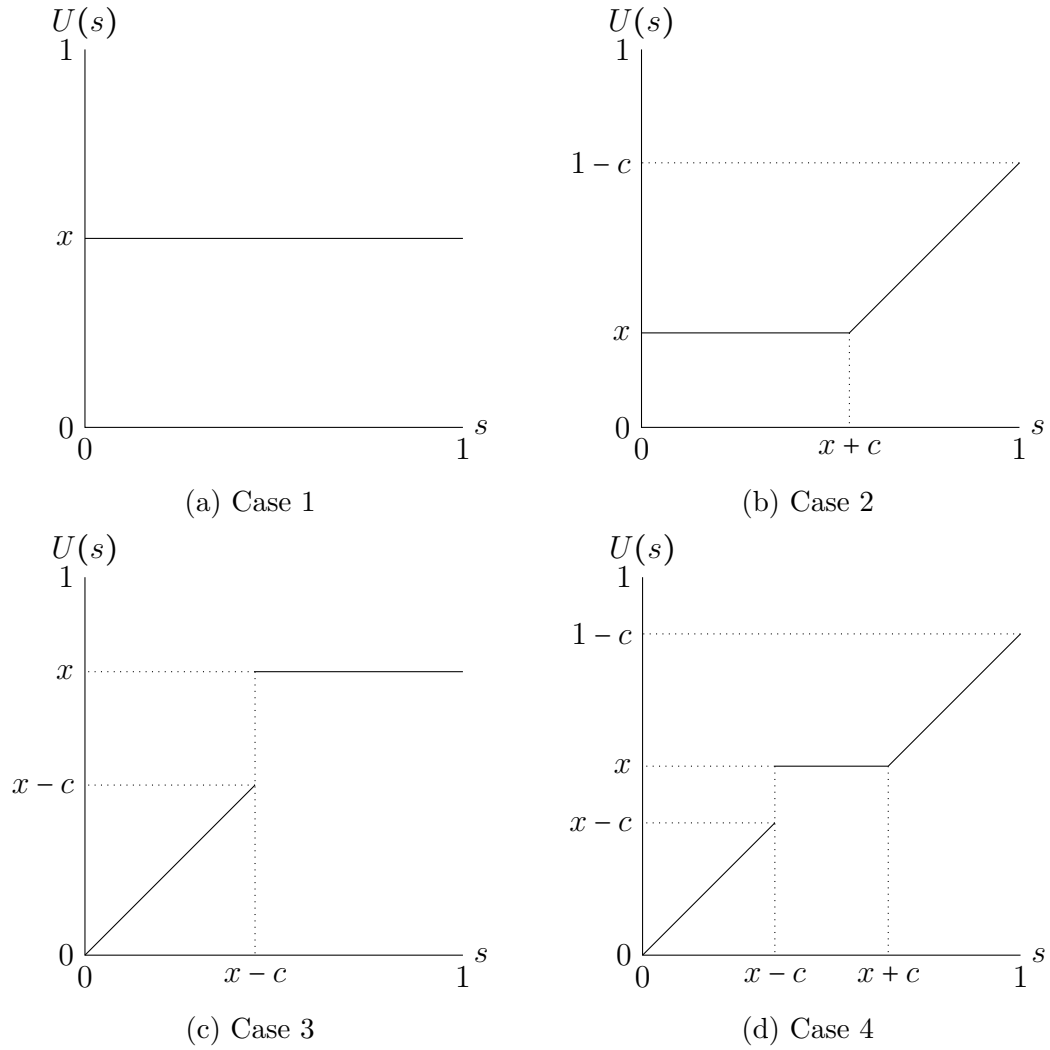 U(s) U(s)
1 1
1 − c
x
x
0 0
0 1 s 0 x + c 1 s
(a) Case 1 (b) Case 2
U(s) U(s)
1 1
1 − c
x
x
x − c
x − c
0 0
0 x − c 1 s 0 x − c x + c 1 s
(c) Case 3 (d) Case 4